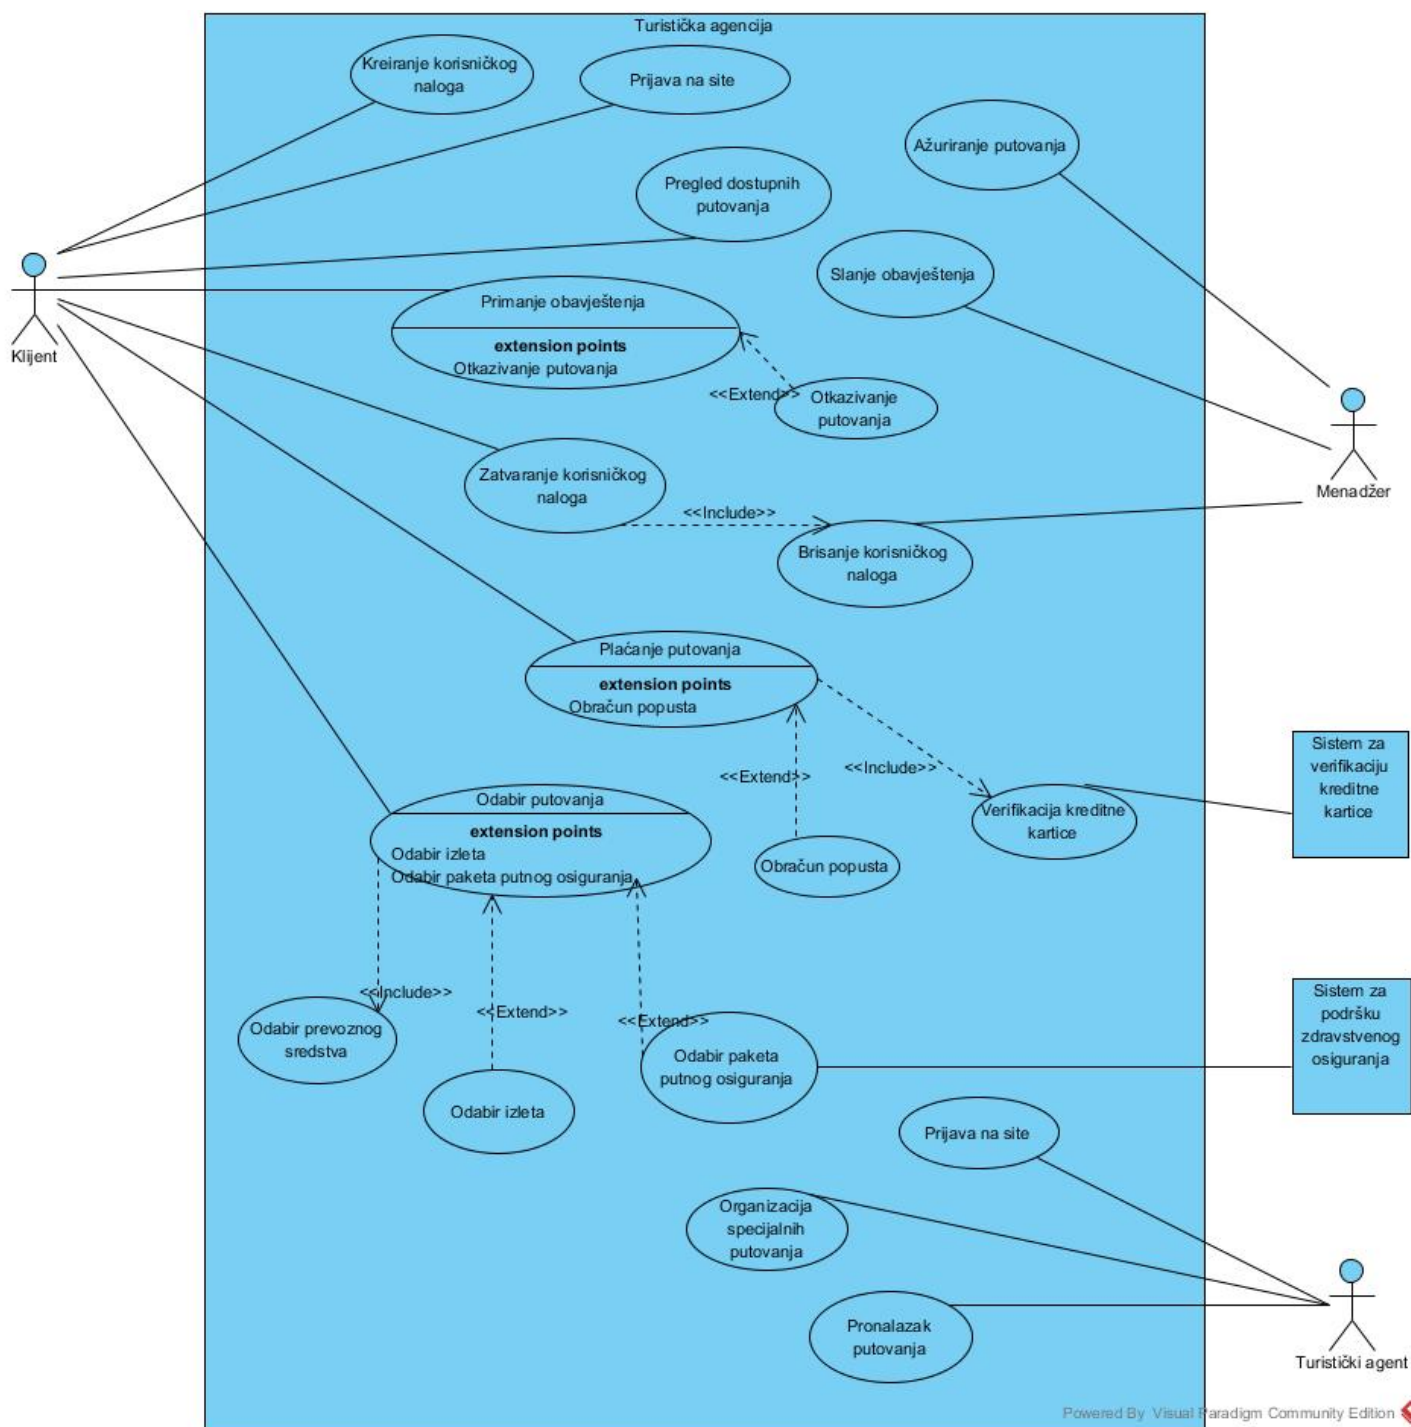 Turistička agencija
Kreiranje korisničkog
naloga
Prijava na site
Ažuriranje putovanja
Pregled dostupnih
putovanja
Slanje obavještenja
Klijent
Primanje obavještenja
extension points
Otkazivanje putovanja
<<Extend>>
Otkazivanje
putovanja
Menadžer
Zatvaranje korisničkog
naloga
<<Include>>
Brisanje korisničkog
naloga
Plaćanje putovanja
extension points
Obračun popusta
<<Extend>>
<<Include>>
Sistem za
verifikaciju
kreditne
kartice
Odabir putovanja
extension points
Odabir izleta
Odabir paketa putnog osiguranja
Verifikacija kreditne
kartice
Obračun popusta
<<Include>>
<<Extend>>
<<Extend>>
Sistem za
podršku
zdravstvenog
osiguranja
Odabir prevoznog
sredstva
Odabir izleta
Odabir paketa
putnog osiguranja
Prijava na site
Organizacija
specijalnih
putovanja
Pronalazak
putovanja
Turistički agent
Powered By Visual Paradigm Community Edition